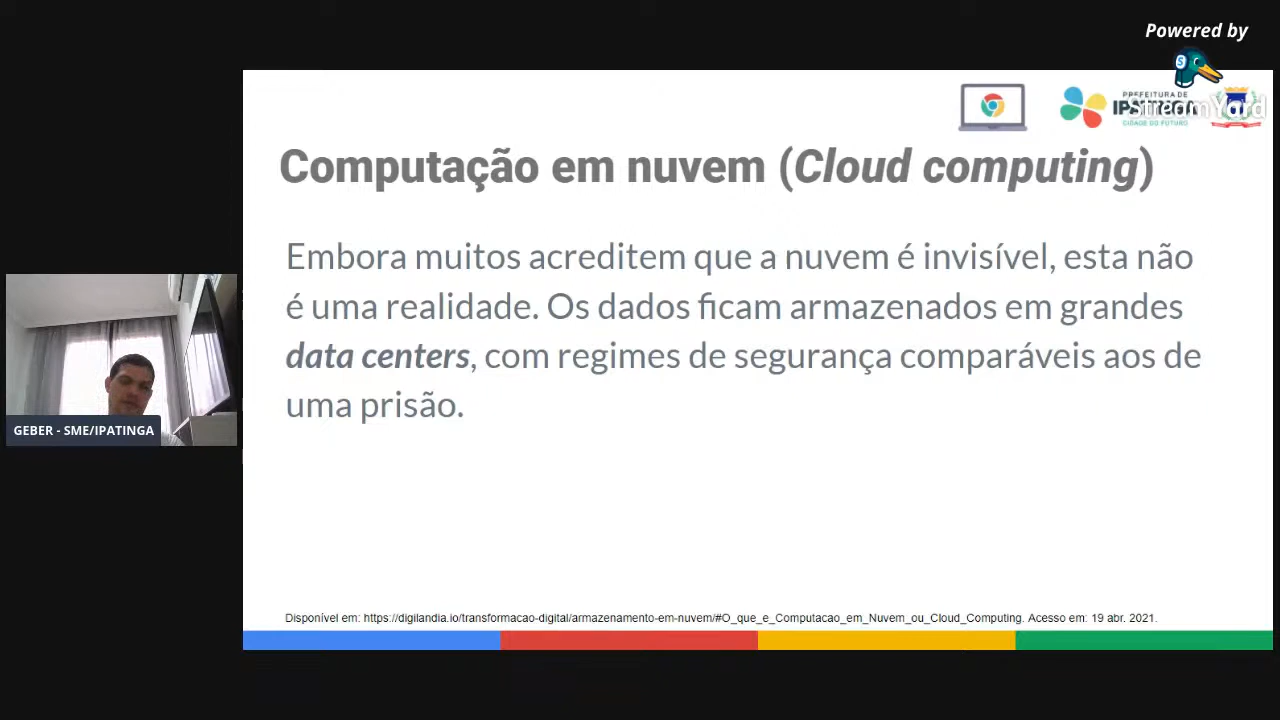 Powered by
StreamYard
PREFEITURA DE
IPATINGA
CIDADE DO FUTURO
Computação em nuvem (Cloud computing)
Embora muitos acreditem que a nuvem é invisível, esta não
é uma realidade. Os dados ficam armazenados em grandes
data centers, com regimes de segurança comparáveis aos de
uma prisão.
GEBER - SME/IPATINGA
Disponível em: https://digilandia.io/transformacao-digital/armazenamento-em-nuvem/#O_que_e_Computacao_em_Nuvem_ou_Cloud_Computing. Acesso em: 19 abr. 2021.